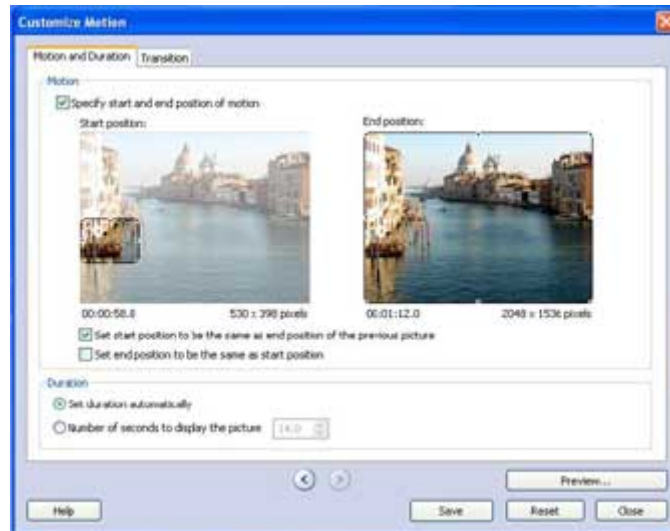 Customize Motion
Motion and Duration Transition
Motion
Specify start and end position of motion
Start position: End position:
00:00:58.0 530 x 398 pixels 00:01:12.0 2048 x 1536 pixels
Set start position to be the same as end position of the previous picture
Set end position to be the same as start position
Duration
Set duration automatically
Number of seconds to display the picture 14.0
Preview...
Help Save Reset Close